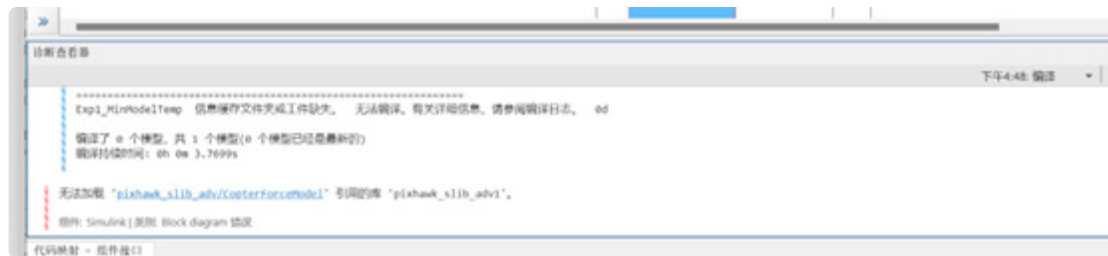 诊断查看器
下午4:48: 编译
Exp1_MinModelTemp 信息缓存文件夹或工件缺失。 无法编译。有关详细信息，请参阅编译日志。 0d
编译了 0 个模型，共 1 个模型(0 个模型已经是最新的)
编译持续时间: 0h 0m 3.7699s
无法加载 'pixhawk_slib_adv/CopterForceModel' 引用的库 'pixhawk_slib_adv1'。
组件: Simulink | 类别: Block diagram 错误
代码映射 - 组件接口